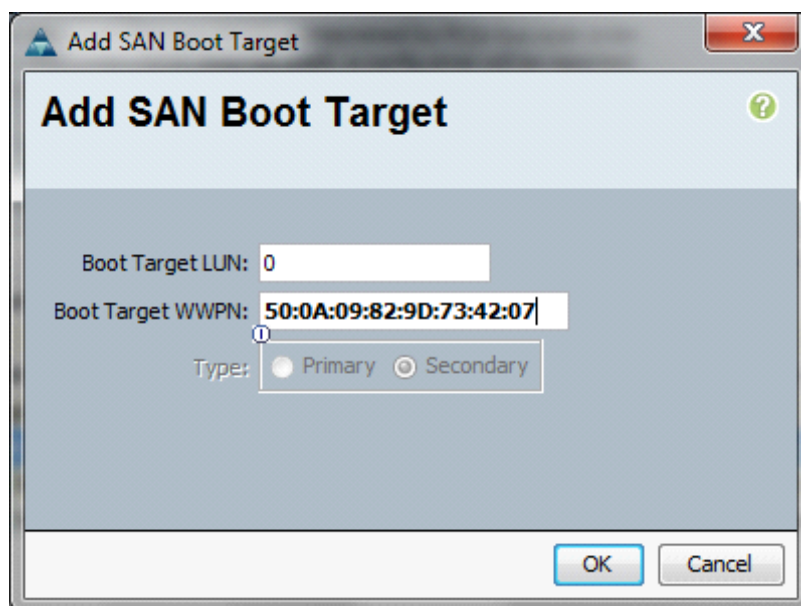 Add SAN Boot Target
Add SAN Boot Target
Boot Target LUN: 0
Boot Target WWPN: 50:0A:09:82:9D:73:42:07
Type: Primary Secondary
OK Cancel